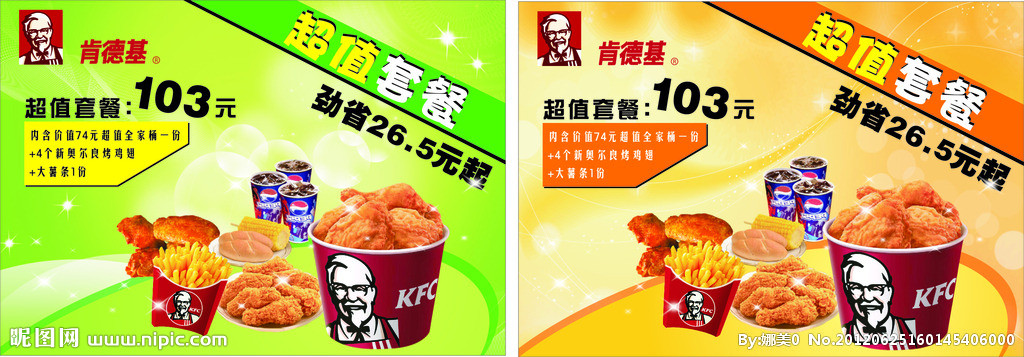 肯德基®
超值套餐
劲省26.5元起
超值套餐:103元
内含价值74元超值全家桶一份
+4个新奥尔良烤鸡翅
+大薯条1份
KFC
昵图网 www.nipic.com
肯德基®
超值套餐
劲省26.5元起
超值套餐:103元
内含价值74元超值全家桶一份
+4个新奥尔良烤鸡翅
+大薯条1份
KFC
By:娜美0 No.20120625160145406000